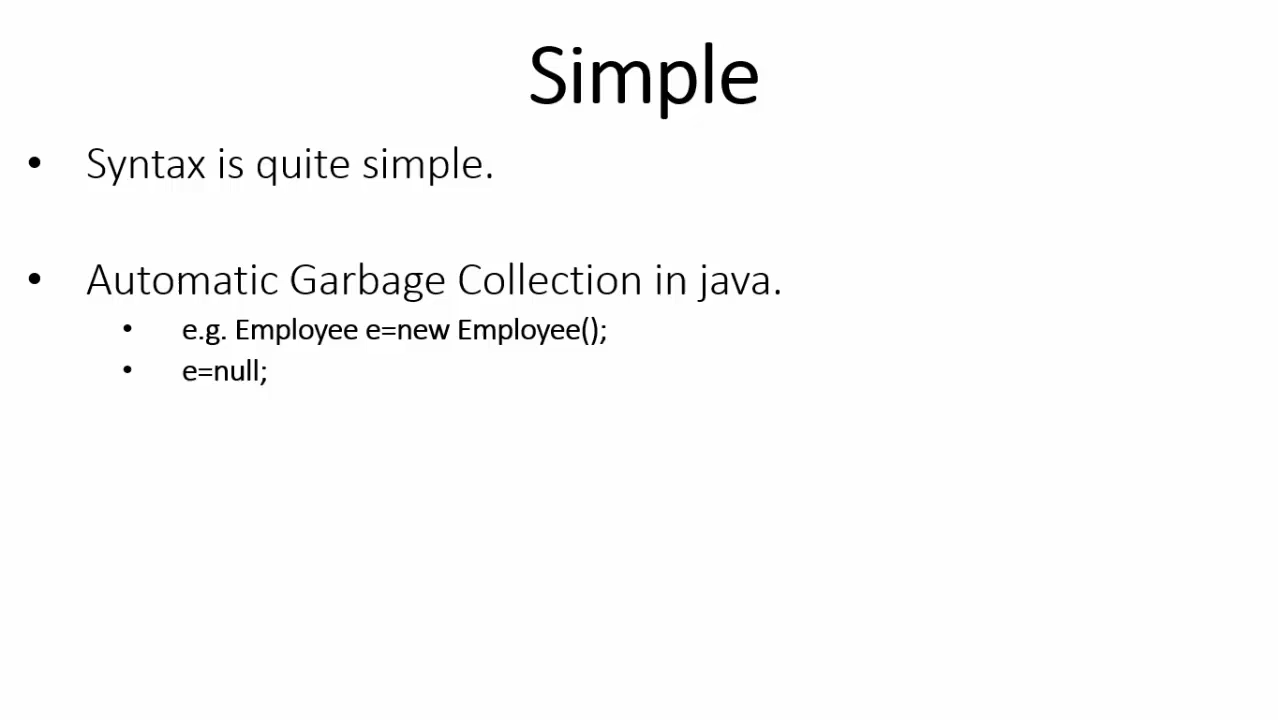 Simple
• Syntax is quite simple.
• Automatic Garbage Collection in java.
• e.g. Employee e=new Employee();
• e=null;